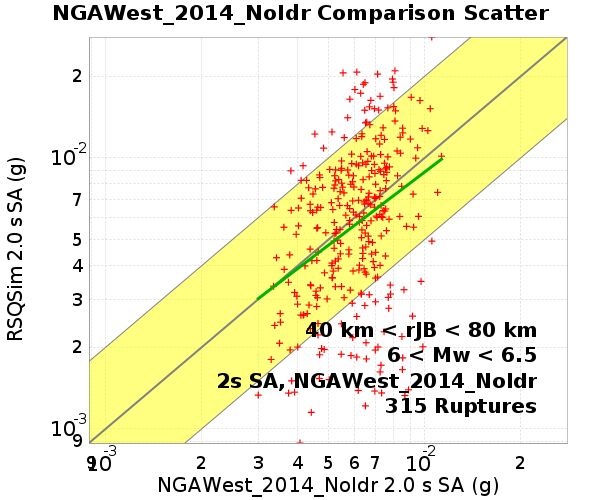 NGAWest_2014_NoIdr Comparison Scatter
RSQSim 2.0 s SA (g)
2
10-2
7
5
4
3
2
10-3
9
40 km < rJB < 80 km
6 < Mw < 6.5
2s SA, NGAWest_2014_NoIdr
315 Ruptures
9 10-3 2 3 4 5 6 7 10-2 2
NGAWest_2014_NoIdr 2.0 s SA (g)